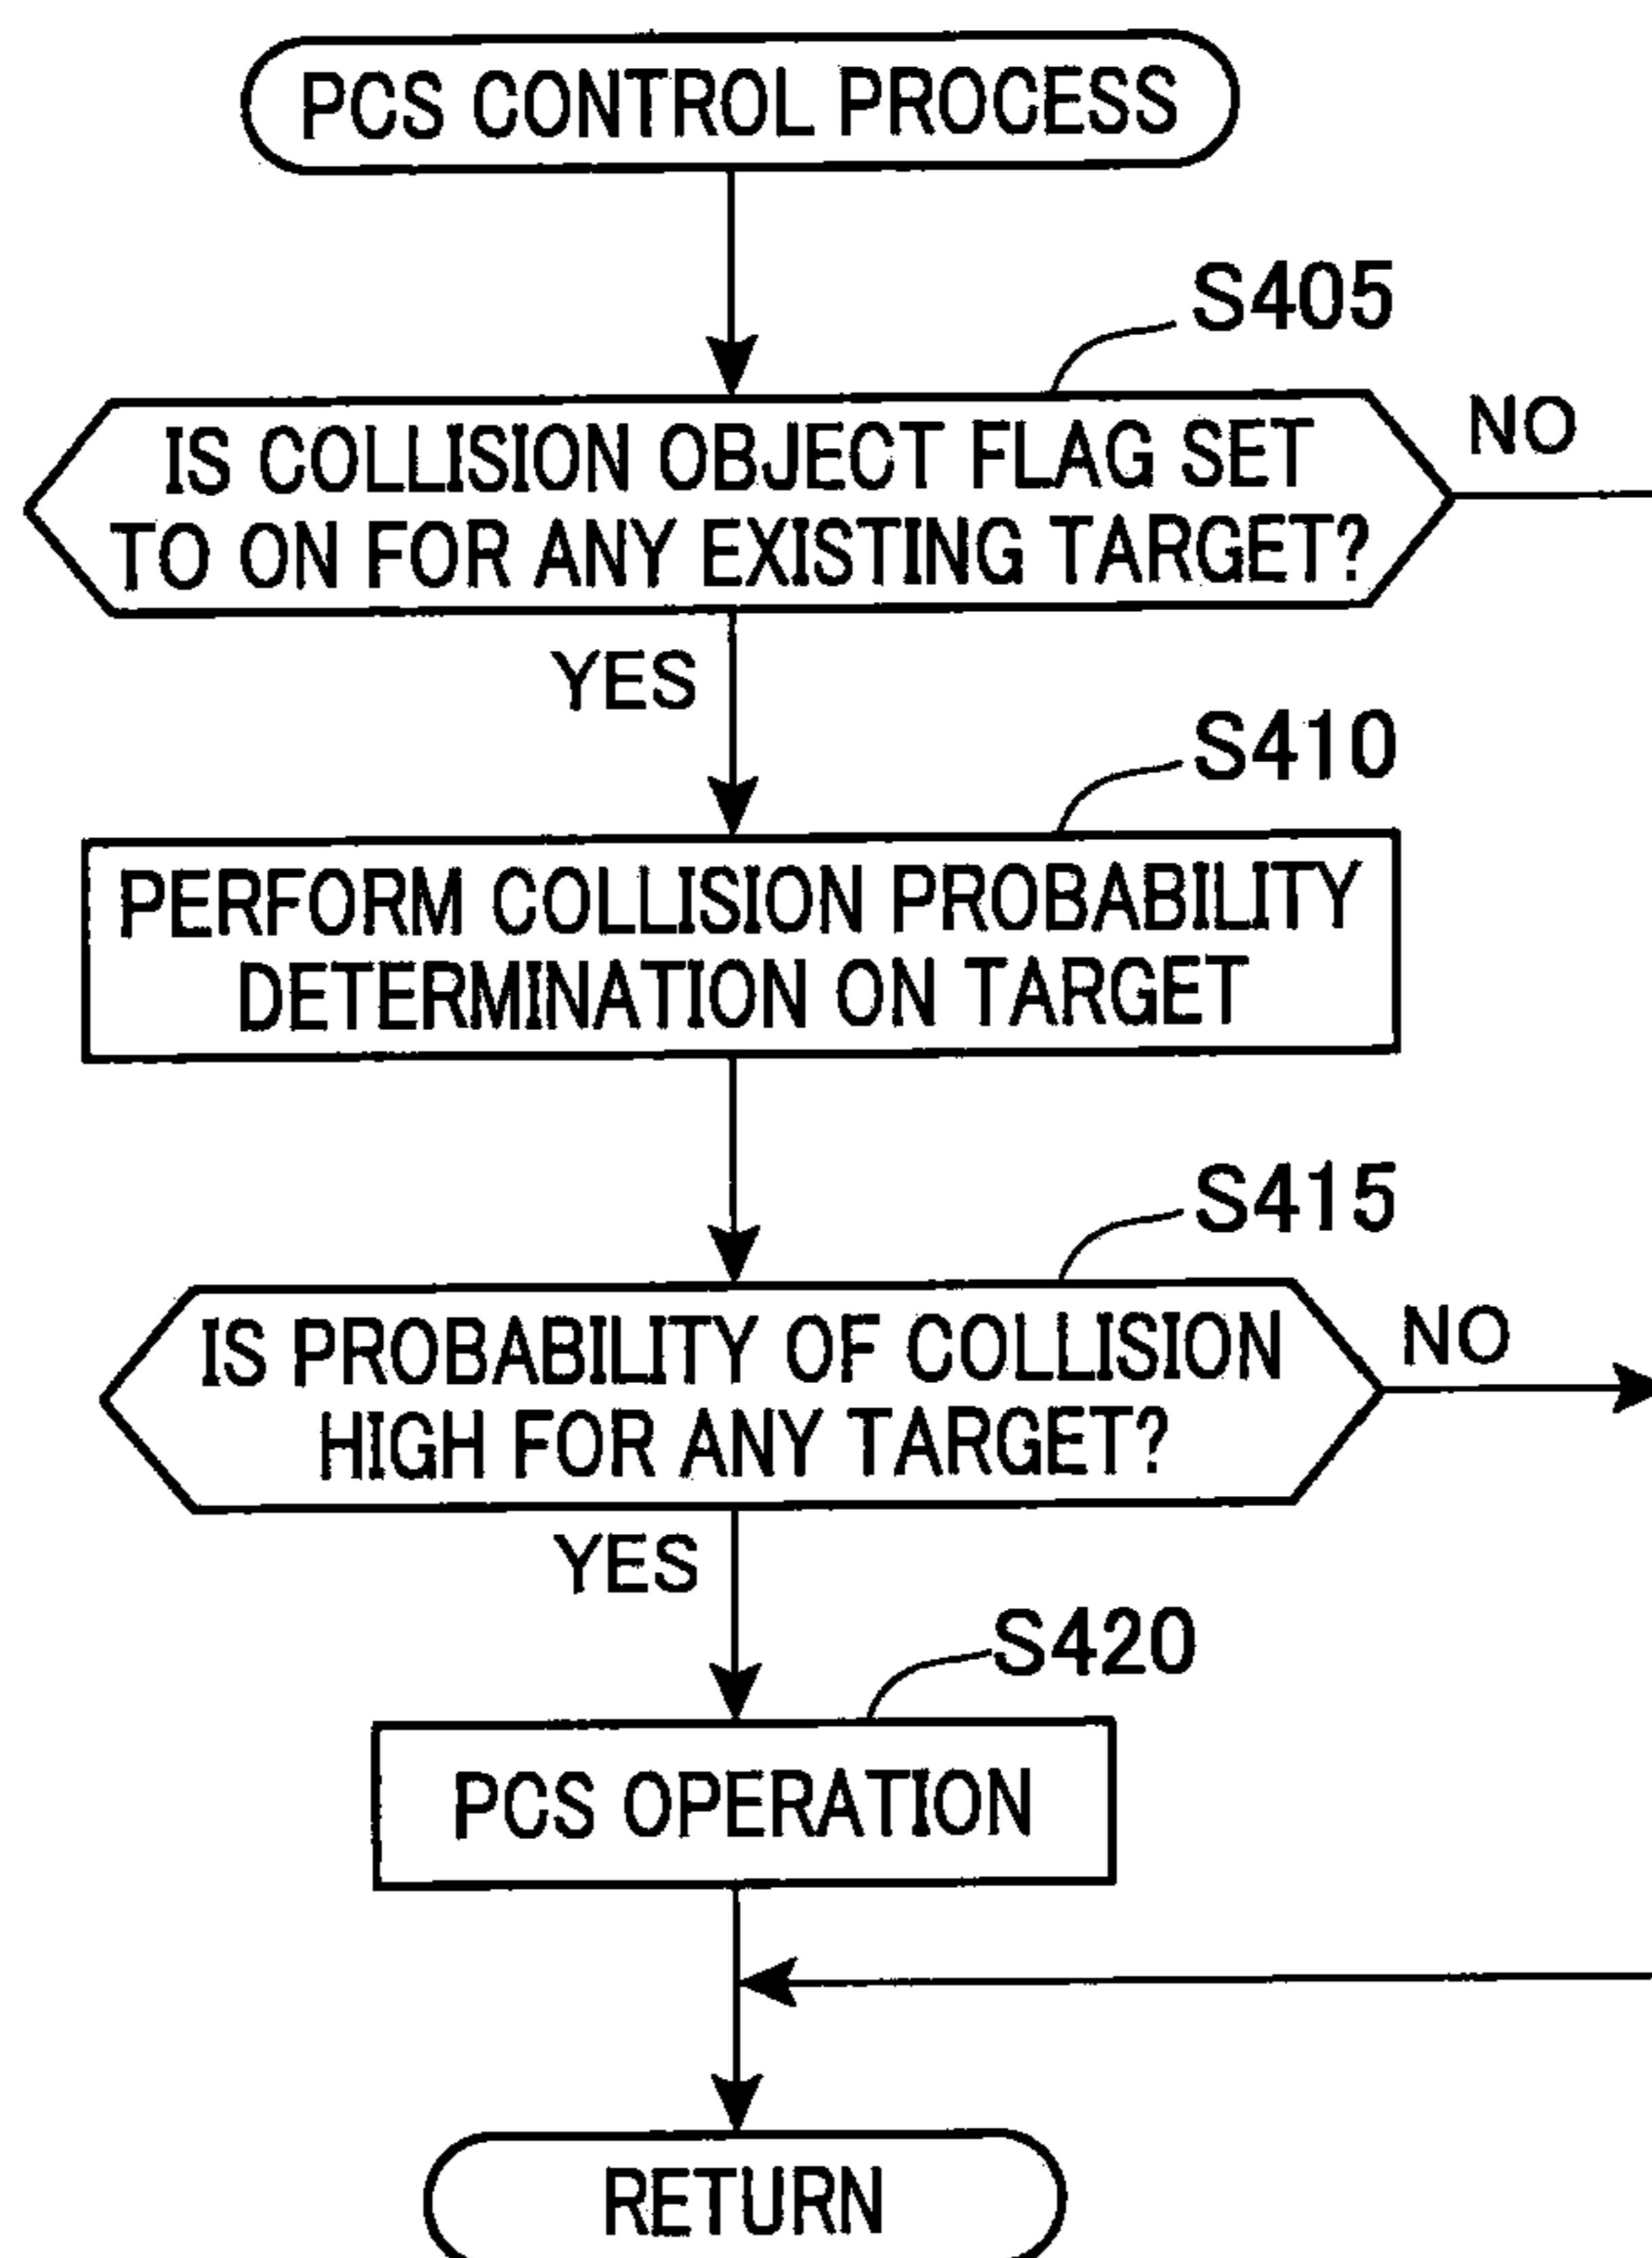 PCS CONTROL PROCESS
S405
IS COLLISION OBJECT FLAG SET
TO ON FOR ANY EXISTING TARGET?
NO
YES
S410
PERFORM COLLISION PROBABILITY
DETERMINATION ON TARGET
S415
IS PROBABILITY OF COLLISION
HIGH FOR ANY TARGET?
NO
YES
S420
PCS OPERATION
RETURN